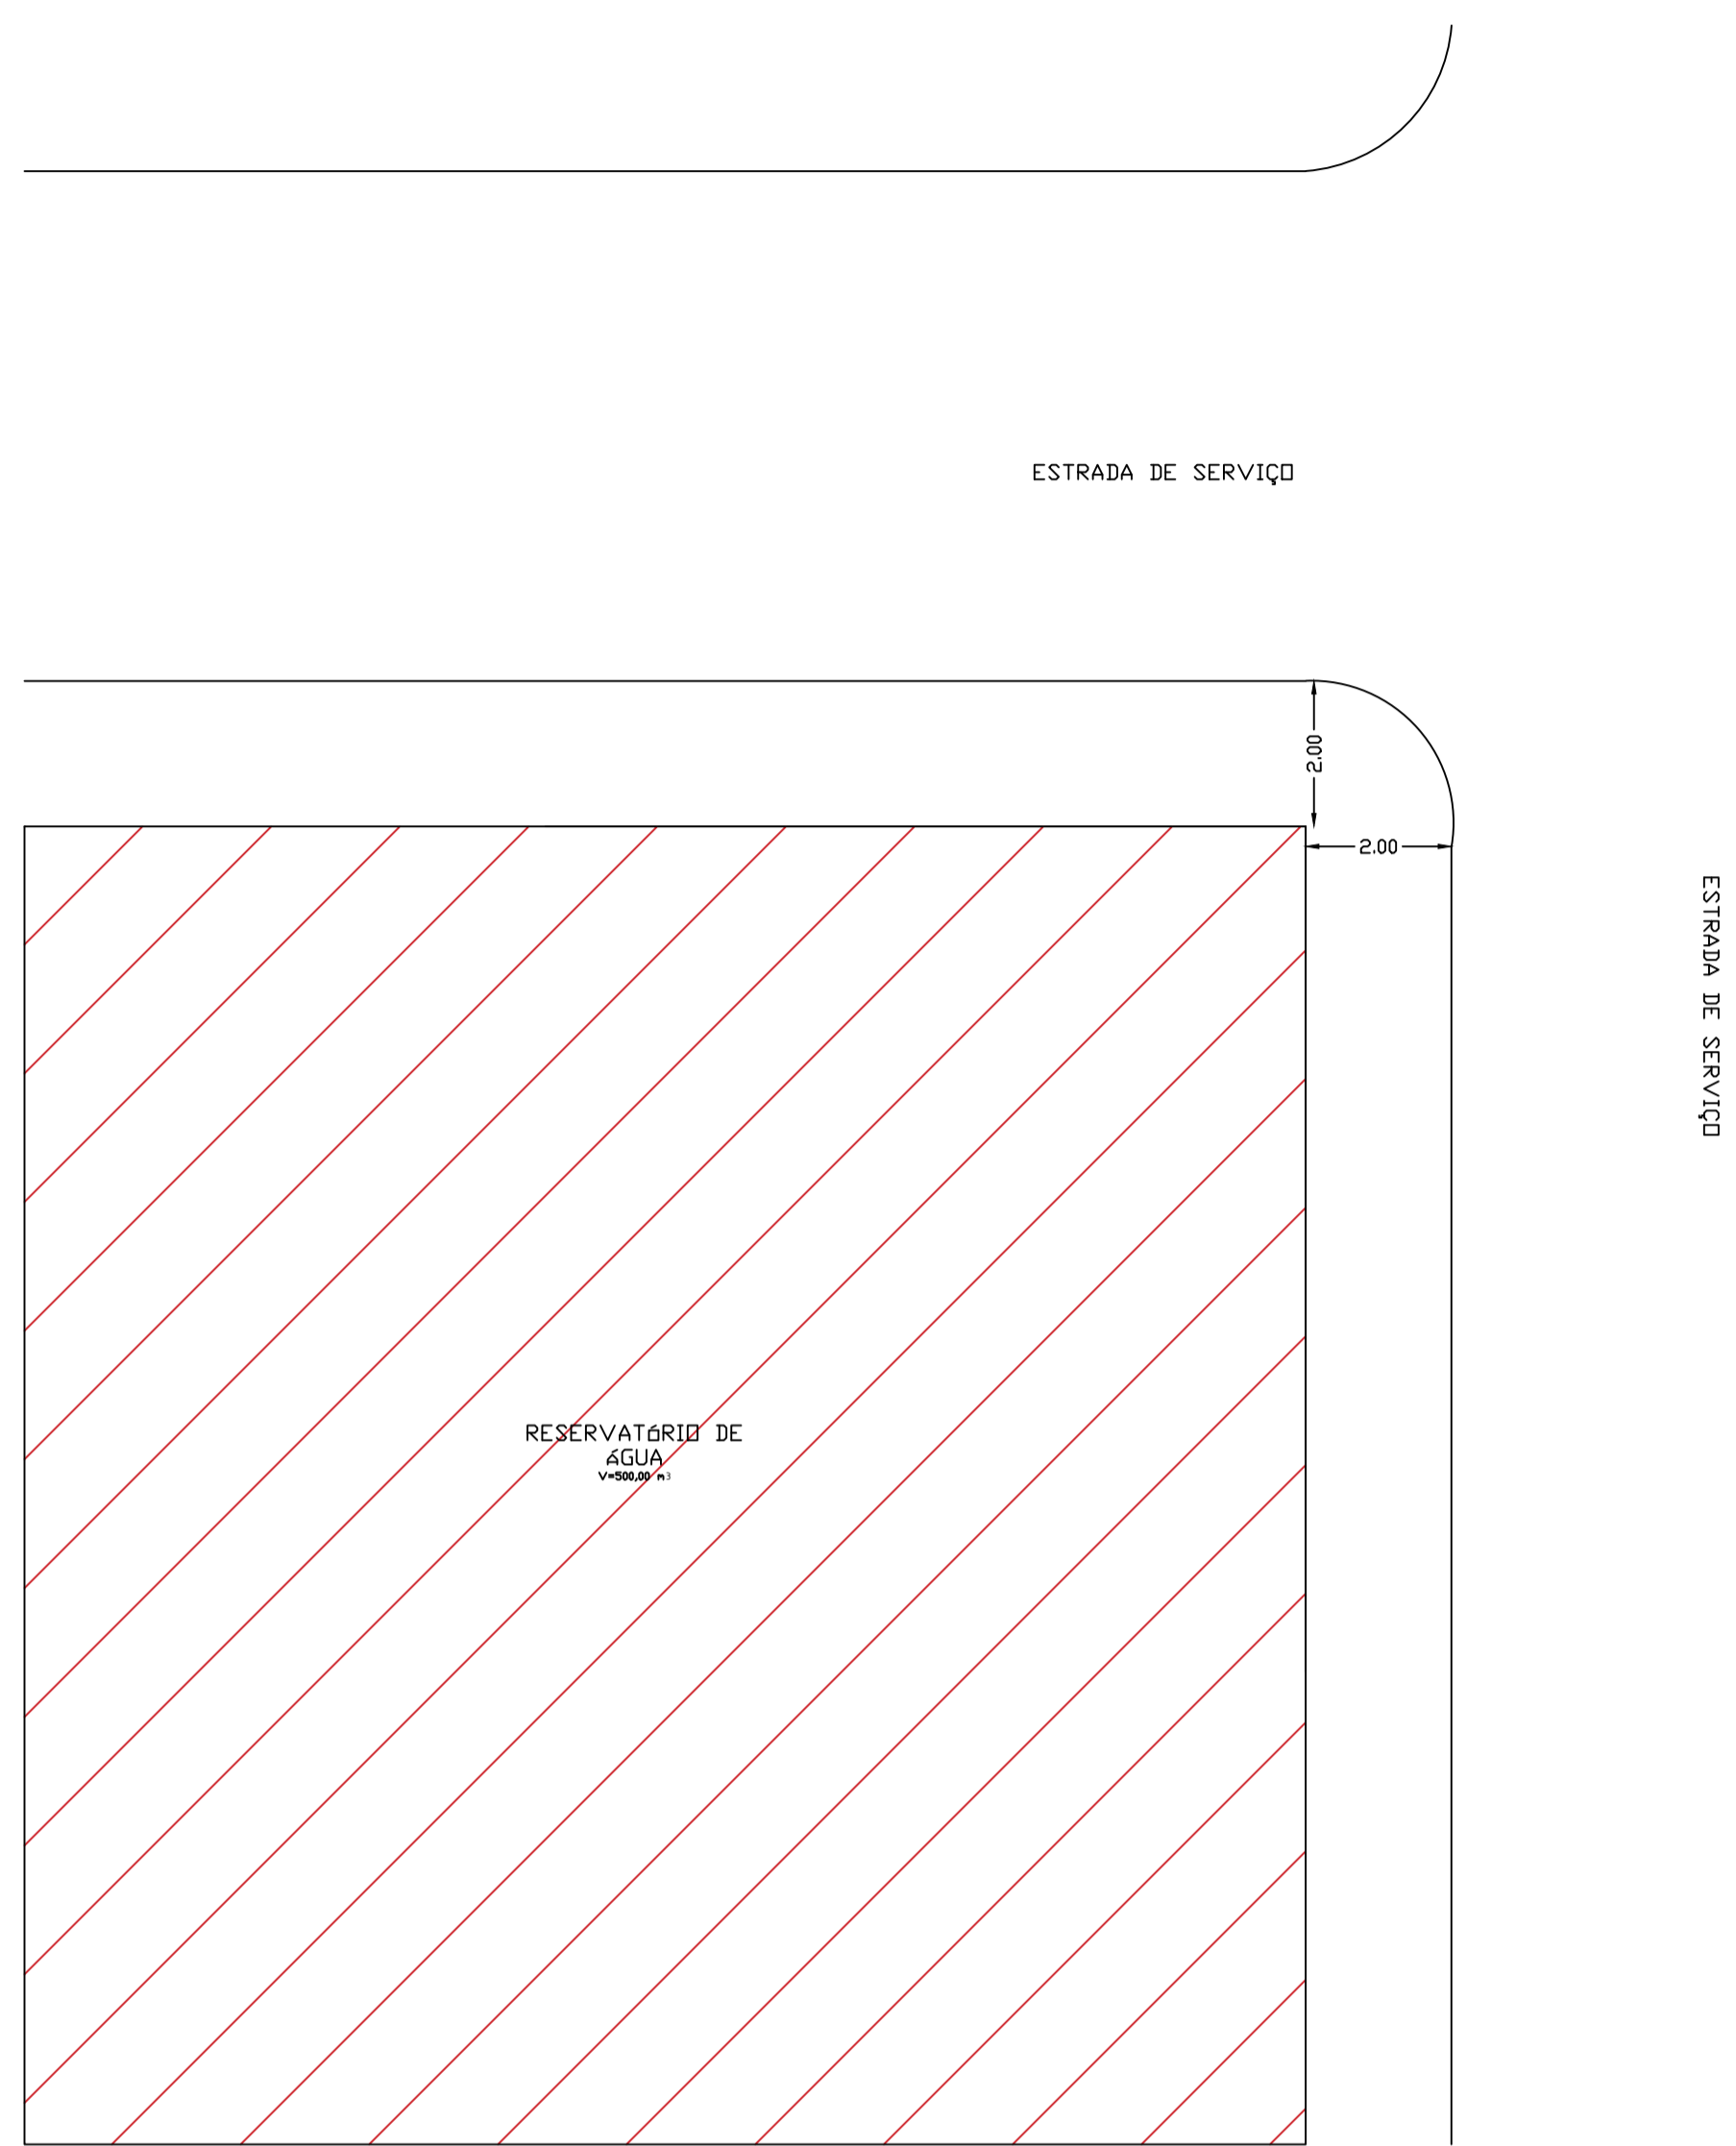 ESTRADA DE SERVIÇO
2.00
2.00
ESTRADA DE SERVIÇO
RESERVATóRIO DE
áGUA
V=500,00 m³